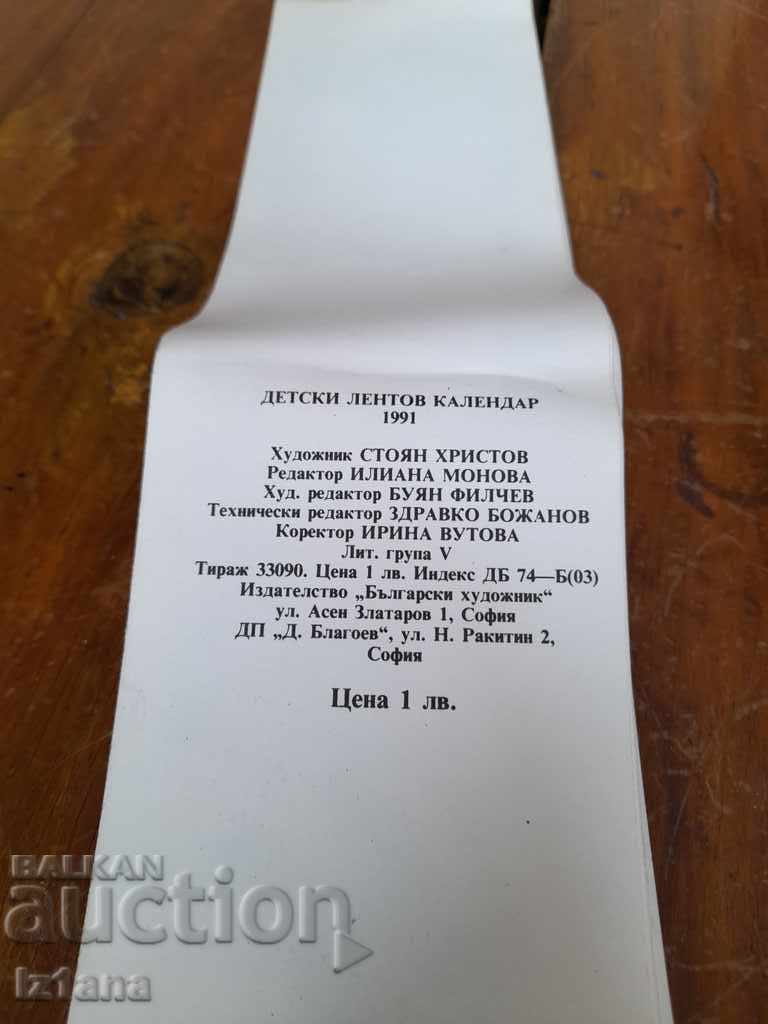 ДЕТСКИ ЛЕНТОВ КАЛЕНДАР
1991
Художник СТОЯН ХРИСТОВ
Редактор ИЛИАНА МОНОВА
Худ. редактор БУЯН ФИЛЧЕВ
Технически редактор ЗДРАВКО БОЖАНОВ
Коректор ИРИНА ВУТОВА
Лит. група V
Тираж 33090. Цена 1 лв. Индекс ДБ 74—Б(03)
Издателство „Български художник“
ул. Асен Златаров 1, София
ДП „Д. Благоев“, ул. Н. Ракитин 2,
София
Цена 1 лв.
BALKAN
auction
iz1ana